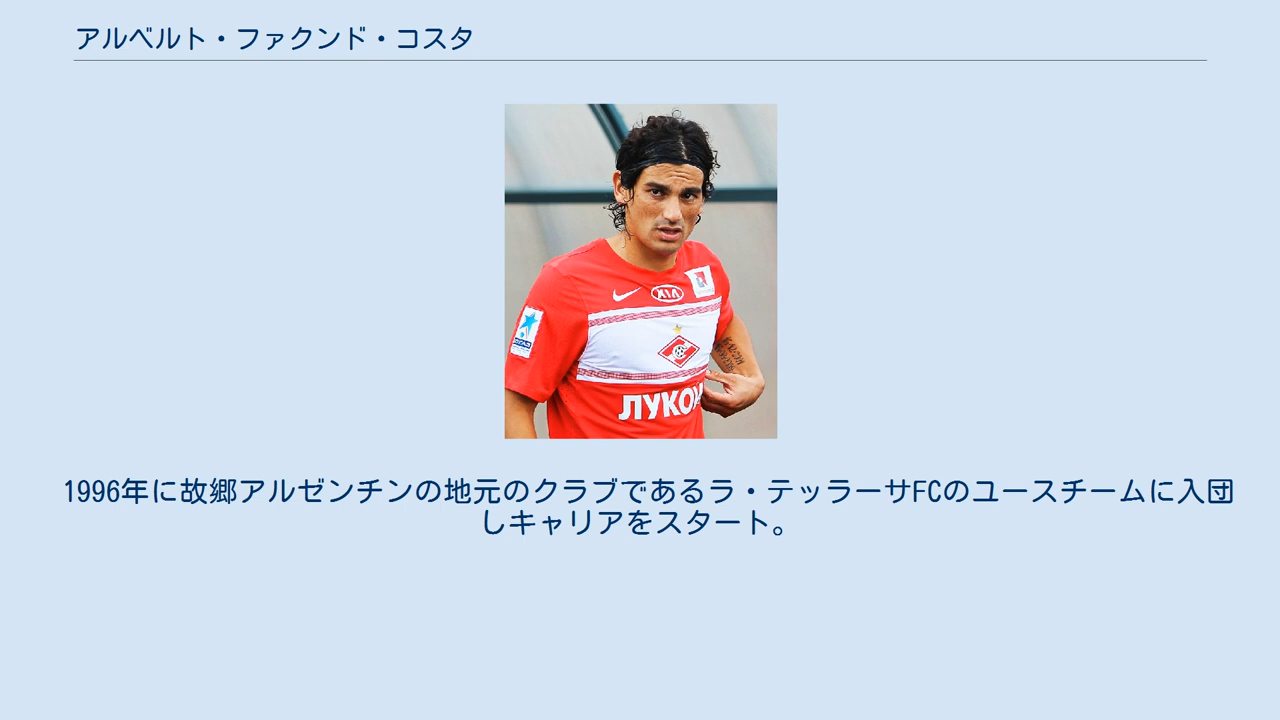 アルベルト・ファクンド・コスタ
KIA
ЛУКО
1996年に故郷アルゼンチンの地元のクラブであるラ・テッラーサFCのユースチームに入団
しキャリアをスタート。